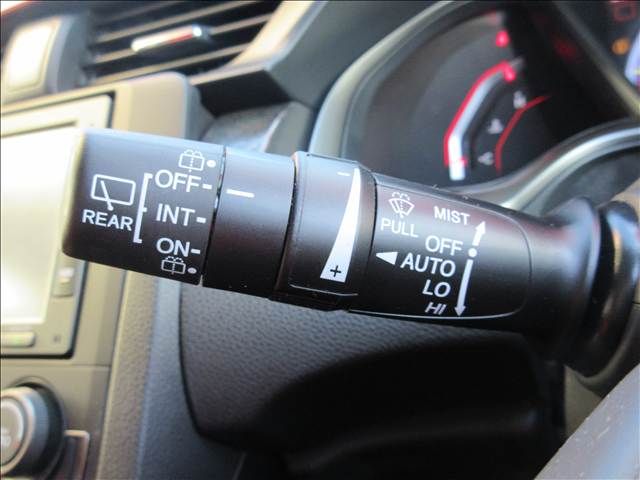 OFF
REAR INT
ON
- +
PULL
MIST
OFF
AUTO
LO
HI